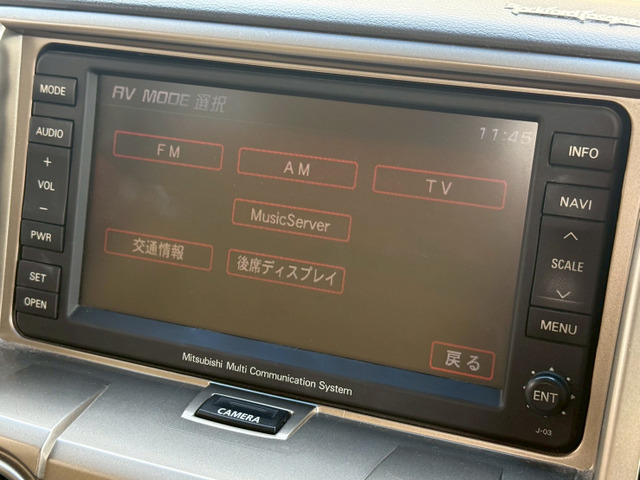 Rockford Fosgate
MODE
AUDIO
+
VOL
−
PWR
SET
OPEN
AV MODE 選択
11:45
FM
AM
TV
MusicServer
交通情報
後席ディスプレイ
戻る
INFO
NAVI
SCALE
MENU
ENT
J-03
Mitsubishi Multi Communication System
CAMERA